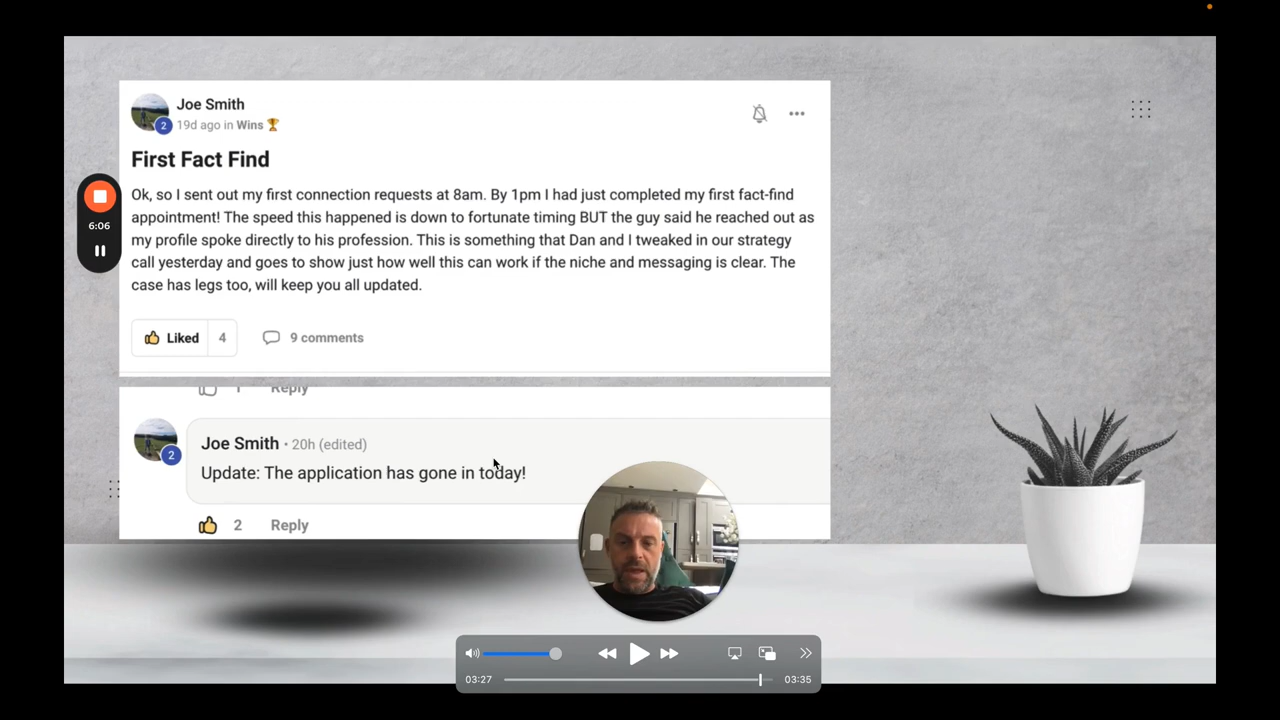 Joe Smith
2
19d ago in Wins 🏆
First Fact Find
Ok, so I sent out my first connection requests at 8am. By 1pm I had just completed my first fact-find
appointment! The speed this happened is down to fortunate timing BUT the guy said he reached out as
my profile spoke directly to his profession. This is something that Dan and I tweaked in our strategy
call yesterday and goes to show just how well this can work if the niche and messaging is clear. The
case has legs too, will keep you all updated.
6:06
Liked 4 9 comments
1 Reply
Joe Smith • 20h (edited)
2
Update: The application has gone in today!
2 Reply
03:27 03:35